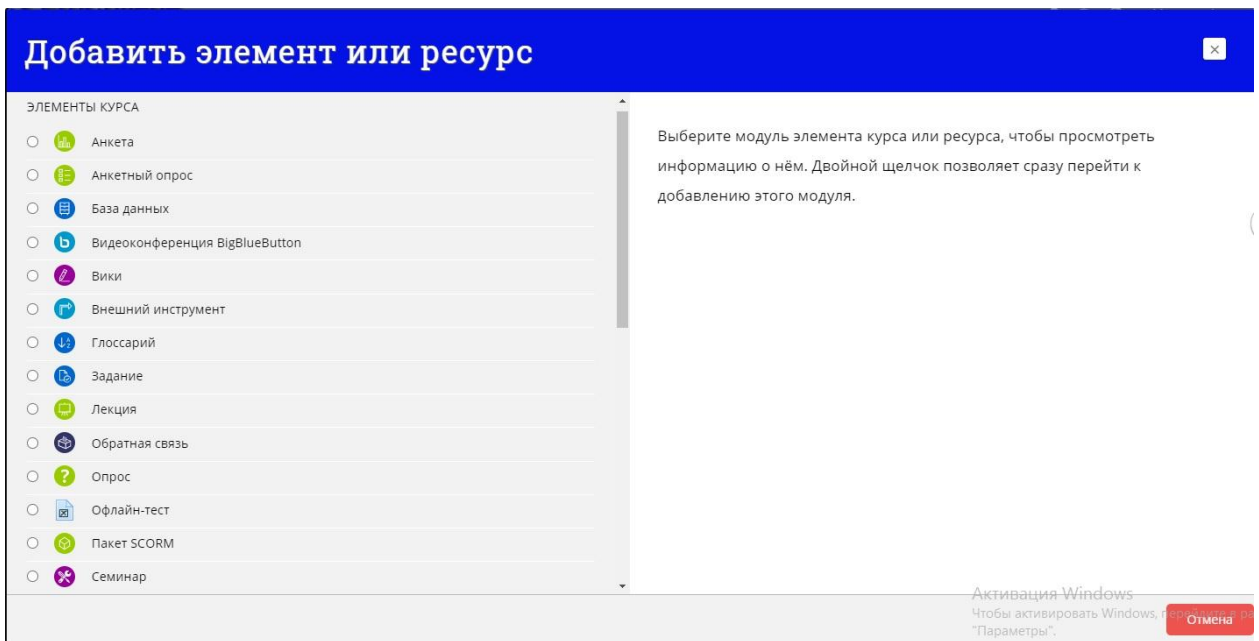 Добавить элемент или ресурс
ЭЛЕМЕНТЫ КУРСА
Анкета
Анкетный опрос
База данных
Видеоконференция BigBlueButton
Вики
Внешний инструмент
Глоссарий
Задание
Лекция
Обратная связь
Опрос
Офлайн-тест
Пакет SCORM
Семинар
Выберите модуль элемента курса или ресурса, чтобы просмотреть
информацию о нём. Двойной щелчок позволяет сразу перейти к
добавлению этого модуля.
Активация Windows
Чтобы активировать Windows, перейдите в
"Параметры".
Отмена